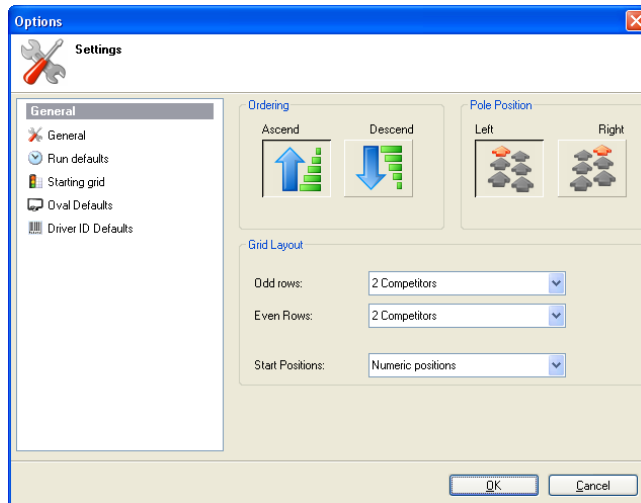 Options
Settings
General
General
Run defaults
Starting grid
Oval Defaults
Driver ID Defaults
Ordering
Ascend Descend
Pole Position
Left Right
Grid Layout
Odd rows: 2 Competitors
Even Rows: 2 Competitors
Start Positions: Numeric positions
OK Cancel